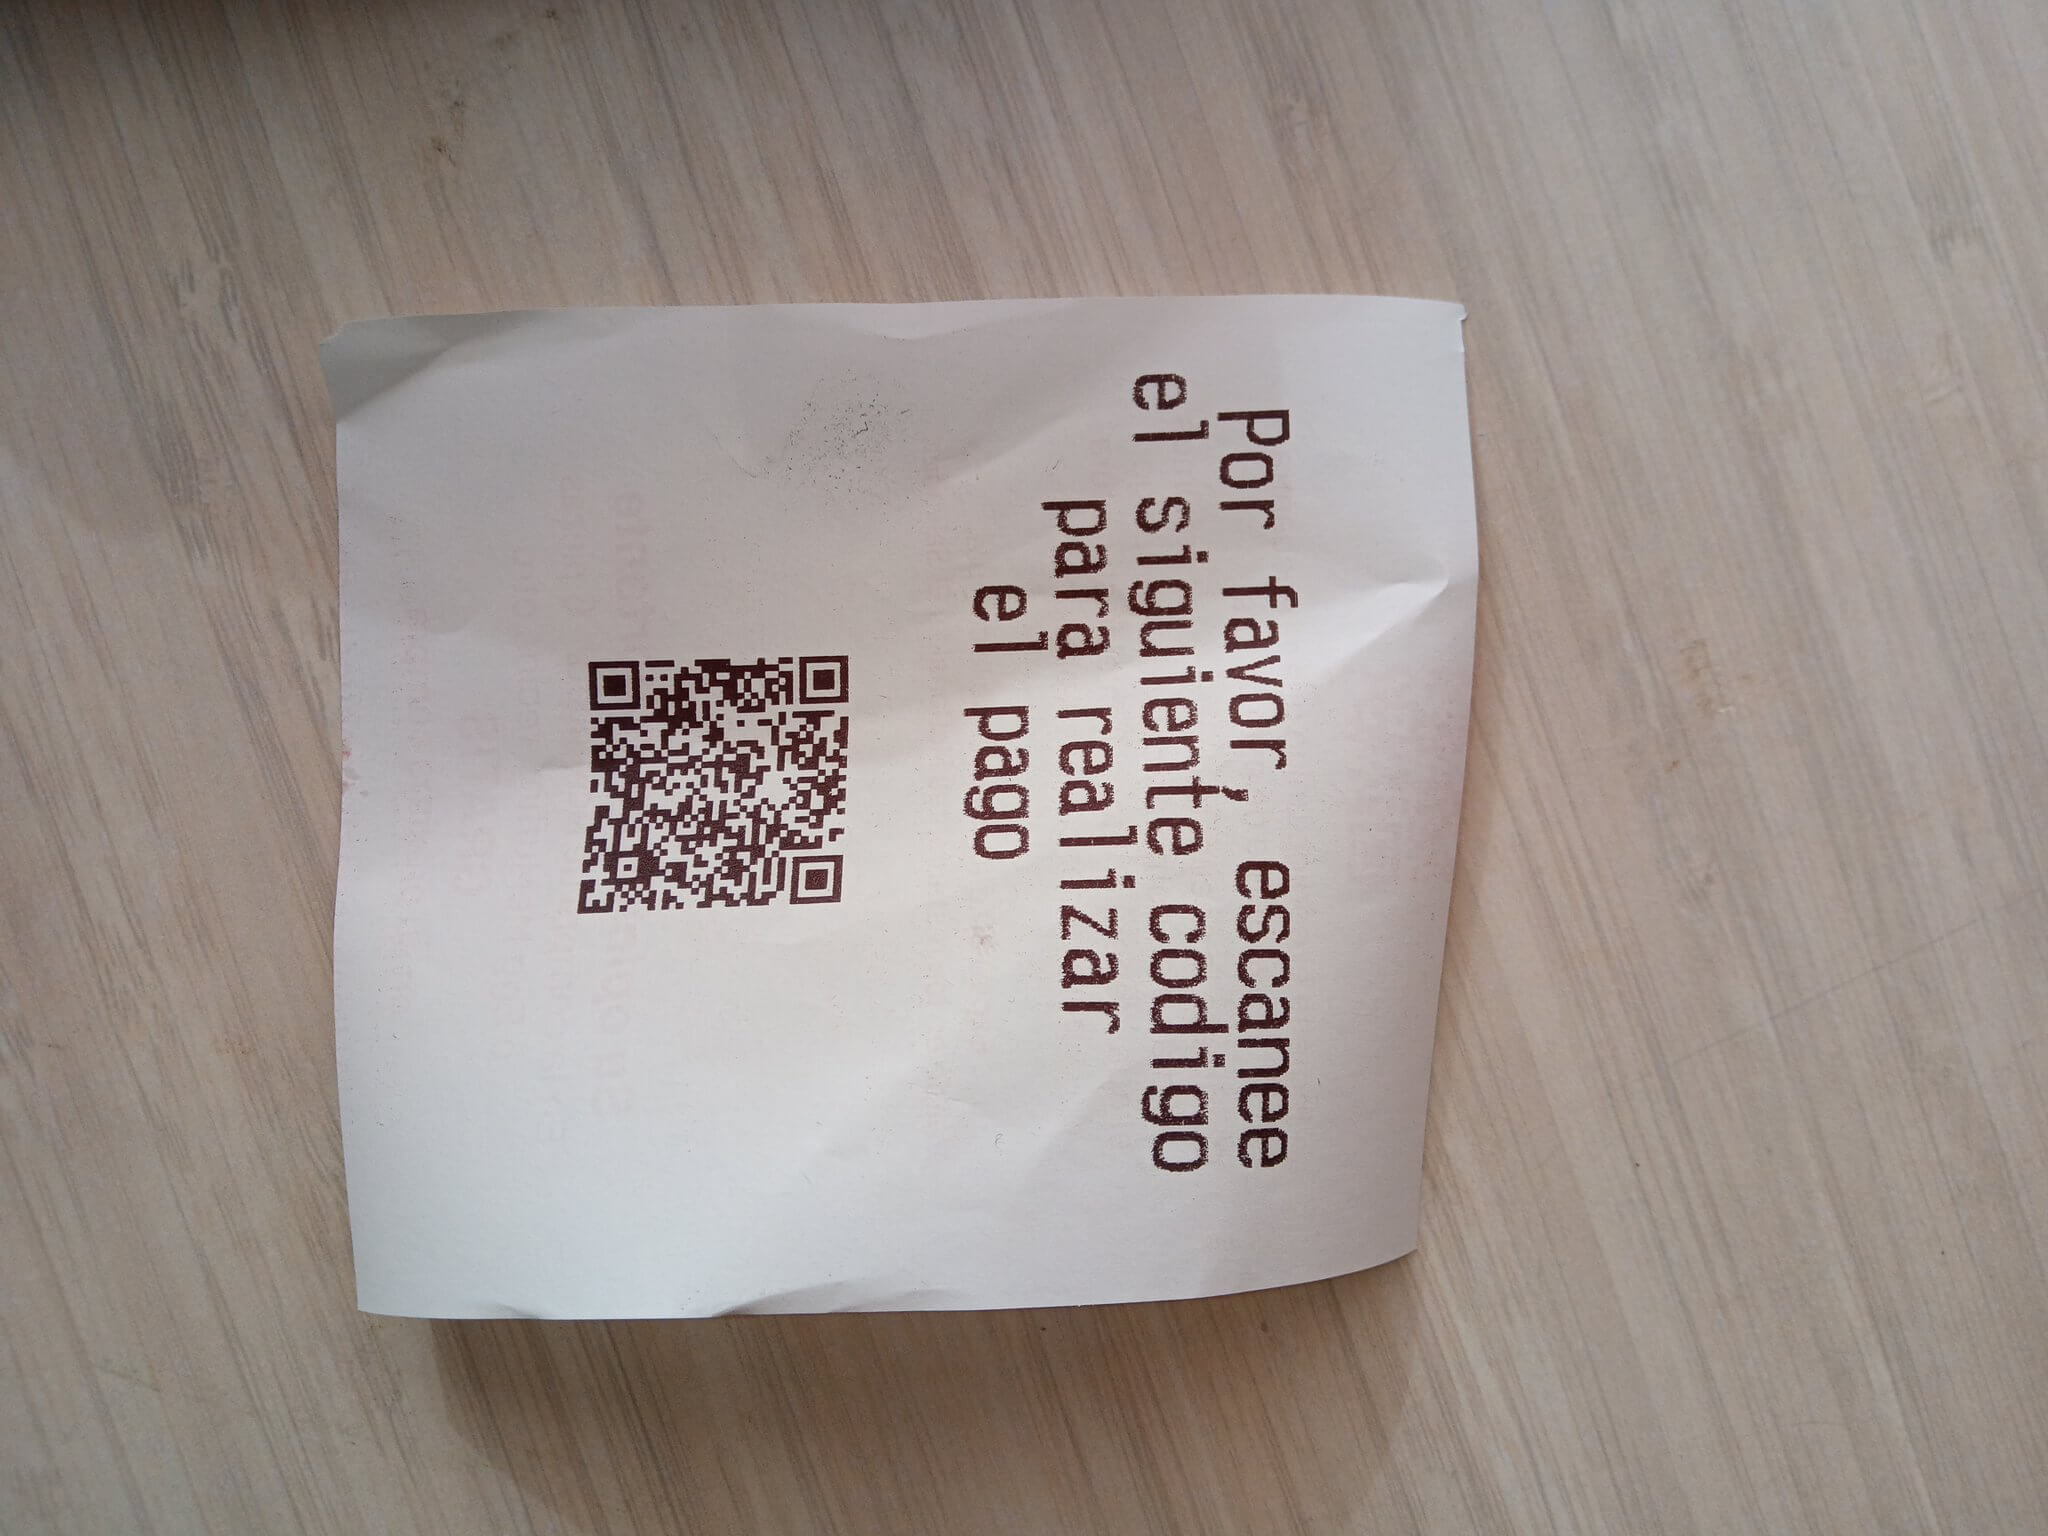 Por favor, escanee
el siguiente codigo
para realizar
el pago